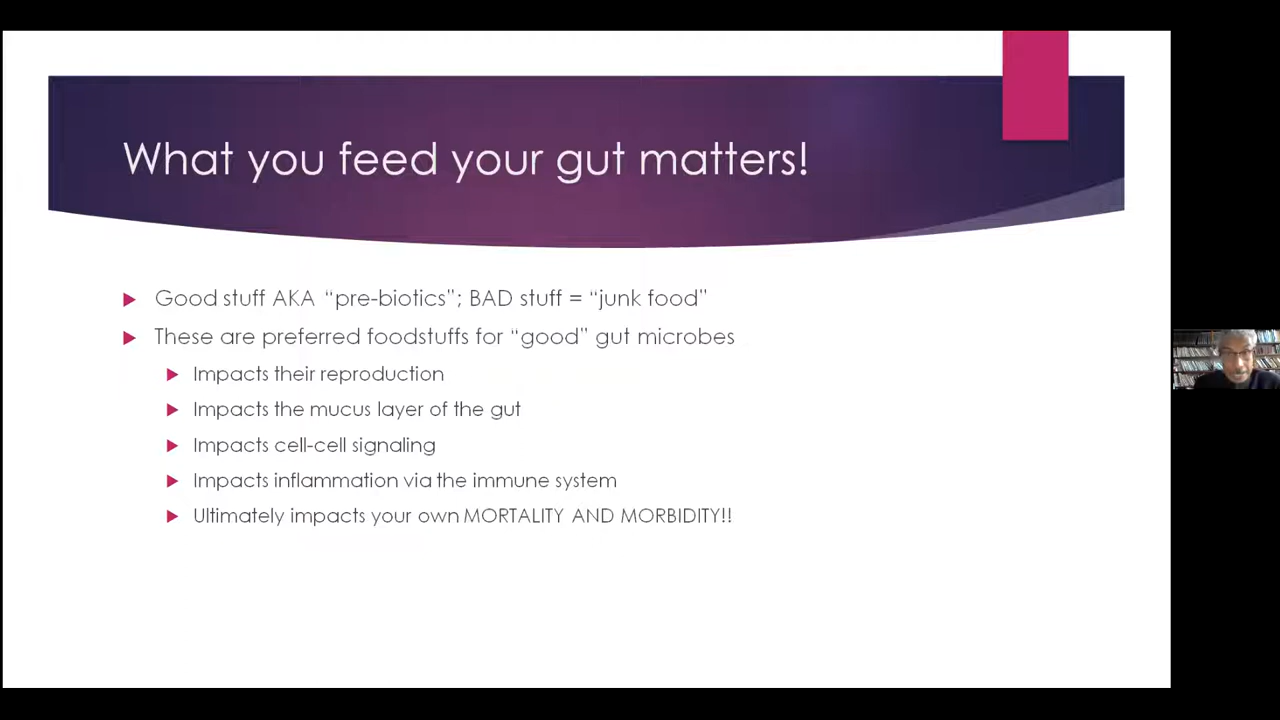 What you feed your gut matters!
Good stuff AKA “pre-biotics”; BAD stuff = “junk food”
These are preferred foodstuffs for “good” gut microbes
Impacts their reproduction
Impacts the mucus layer of the gut
Impacts cell-cell signaling
Impacts inflammation via the immune system
Ultimately impacts your own MORTALITY AND MORBIDITY!!